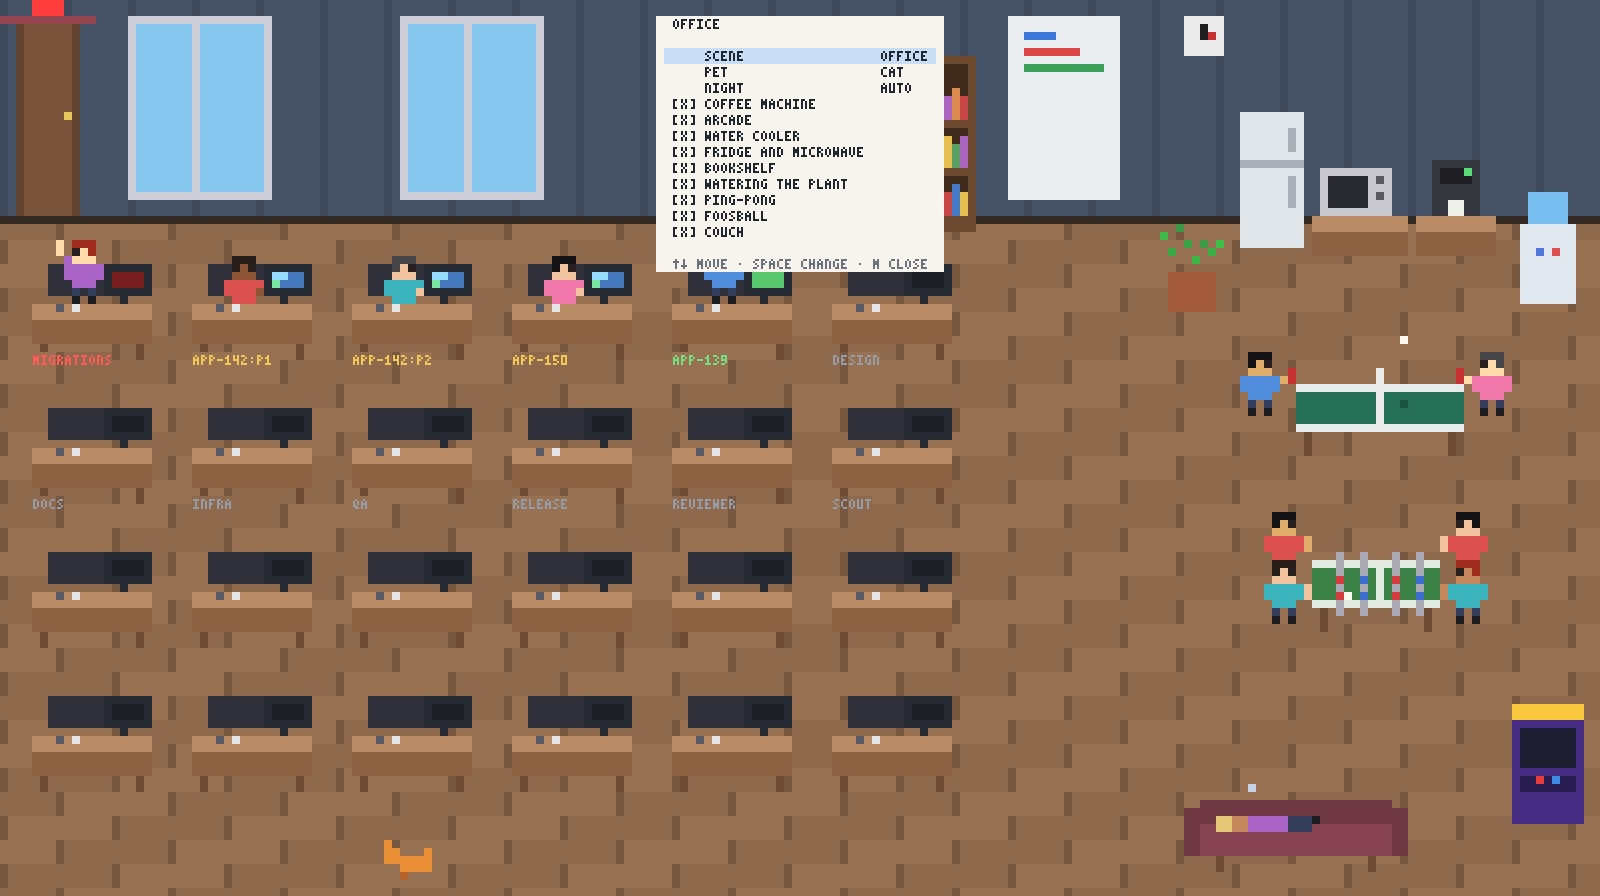 OFFICE
SCENE OFFICE
PET CAT
NIGHT AUTO
[X] COFFEE MACHINE
[X] ARCADE
[X] WATER COOLER
[X] FRIDGE AND MICROWAVE
[X] BOOKSHELF
[X] WATERING THE PLANT
[X] PING-PONG
[X] FOOSBALL
[X] COUCH
↑↓ MOVE · SPACE CHANGE · M CLOSE
MIGRATIONS APP-142:P1 APP-142:P2 APP-150 APP-139 DESIGN
DOCS INFRA QA RELEASE REVIEWER SCOUT